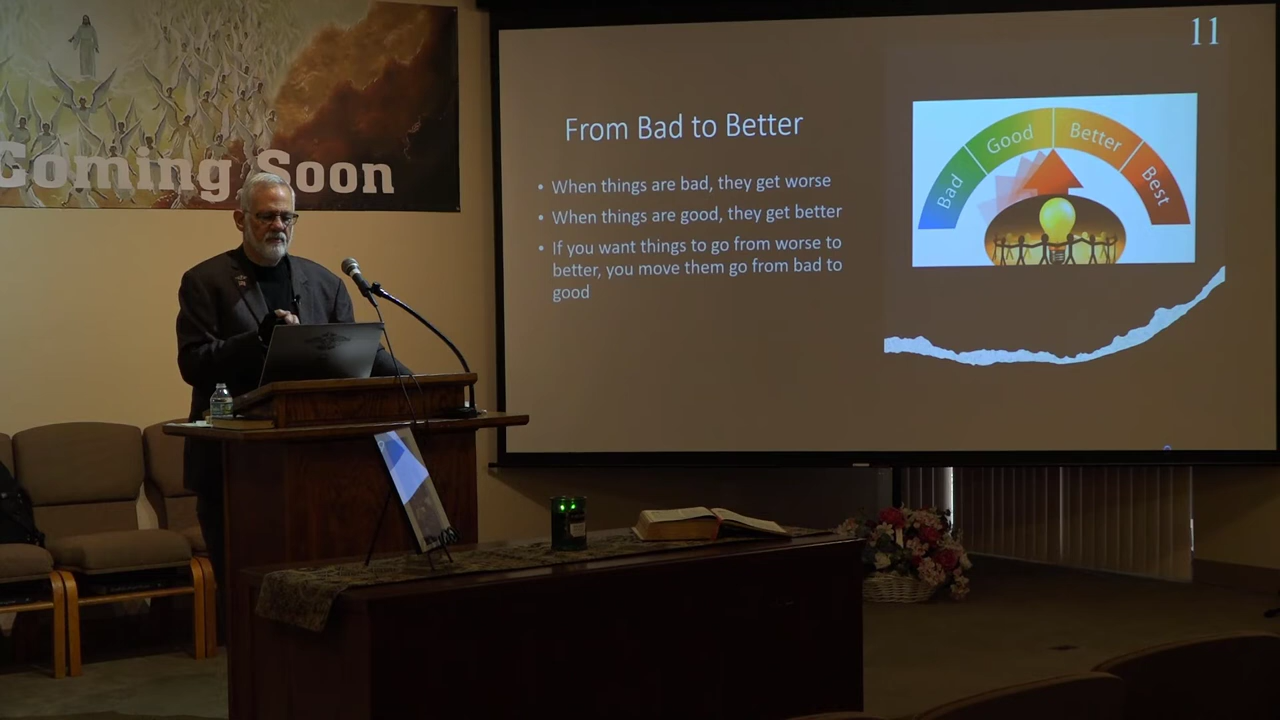 Coming Soon
11
From Bad to Better
• When things are bad, they get worse
• When things are good, they get better
• If you want things to go from worse to
better, you move them go from bad to
good
Bad
Good
Better
Best